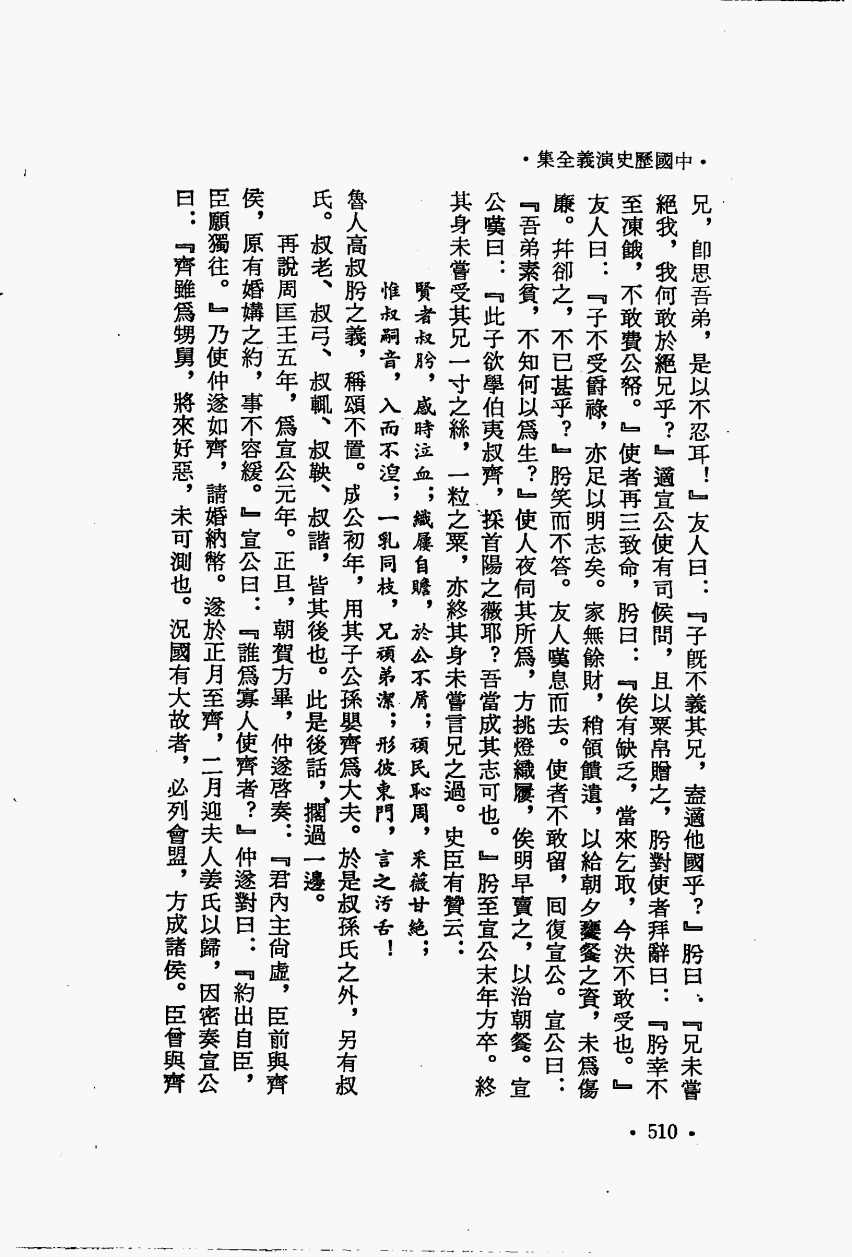 ·中國歷史演義全集·
兄，卽思吾弟，是以不忍耳！』友人曰：『子旣不義其兄，盍適他國乎？』肹曰：『兄未嘗
絕我，我何敢於絕兄乎？』適宣公使有司候問，且以粟帛贈之，肹對使者拜辭曰：『肹幸不
至凍餓，不敢費公帑。』使者再三致命，肹曰：『俟有缺乏，當來乞取，今決不敢受也。』
友人曰：『子不受爵祿，亦足以明志矣。家無餘財，稍領饋遺，以給朝夕饔餐之資，未爲傷
廉。幷卻之，不已甚乎？』肹笑而不答。友人嘆息而去。使者不敢留，囘復宣公。宣公曰：
『吾弟素貧，不知何以爲生？』使人夜伺其所爲，方挑燈織屨，俟明早賣之，以治朝餐。宣
公嘆曰：『此子欲學伯夷叔齊，採首陽之薇耶？吾當成其志可也。』肹至宣公末年方卒。終
其身未嘗受其兄一寸之絲，一粒之粟，亦終其身未嘗言兄之過。史臣有贊云：
賢者叔肹，感時泣血；織屨自贍，於公不屑；頑民恥周，采薇甘絶；
惟叔嗣音，入而不湼；一乳同枝，兄頑弟潔；形彼東門，言之汚舌！
魯人高叔肹之義，稱頌不置。成公初年，用其子公孫嬰齊爲大夫。於是叔孫氏之外，另有叔
氏。叔老、叔弓、叔輒、叔鞅、叔詣，皆其後也。此是後話，擱過一邊。
再說周匡王五年，爲宣公元年。正旦，朝賀方畢，仲遂啓奏：『君內主尙虛，臣前與齊
侯，原有婚媾之約，事不容緩。』宣公曰：『誰爲寡人使齊者？』仲遂對曰：『約出自臣，
臣願獨往。』乃使仲遂如齊，請婚納幣。遂於正月至齊，二月迎夫人姜氏以歸，因密奏宣公
曰：『齊雖爲甥舅，將來好惡，未可測也。況國有大故者，必列會盟，方成諸侯。臣曾與齊
·510·